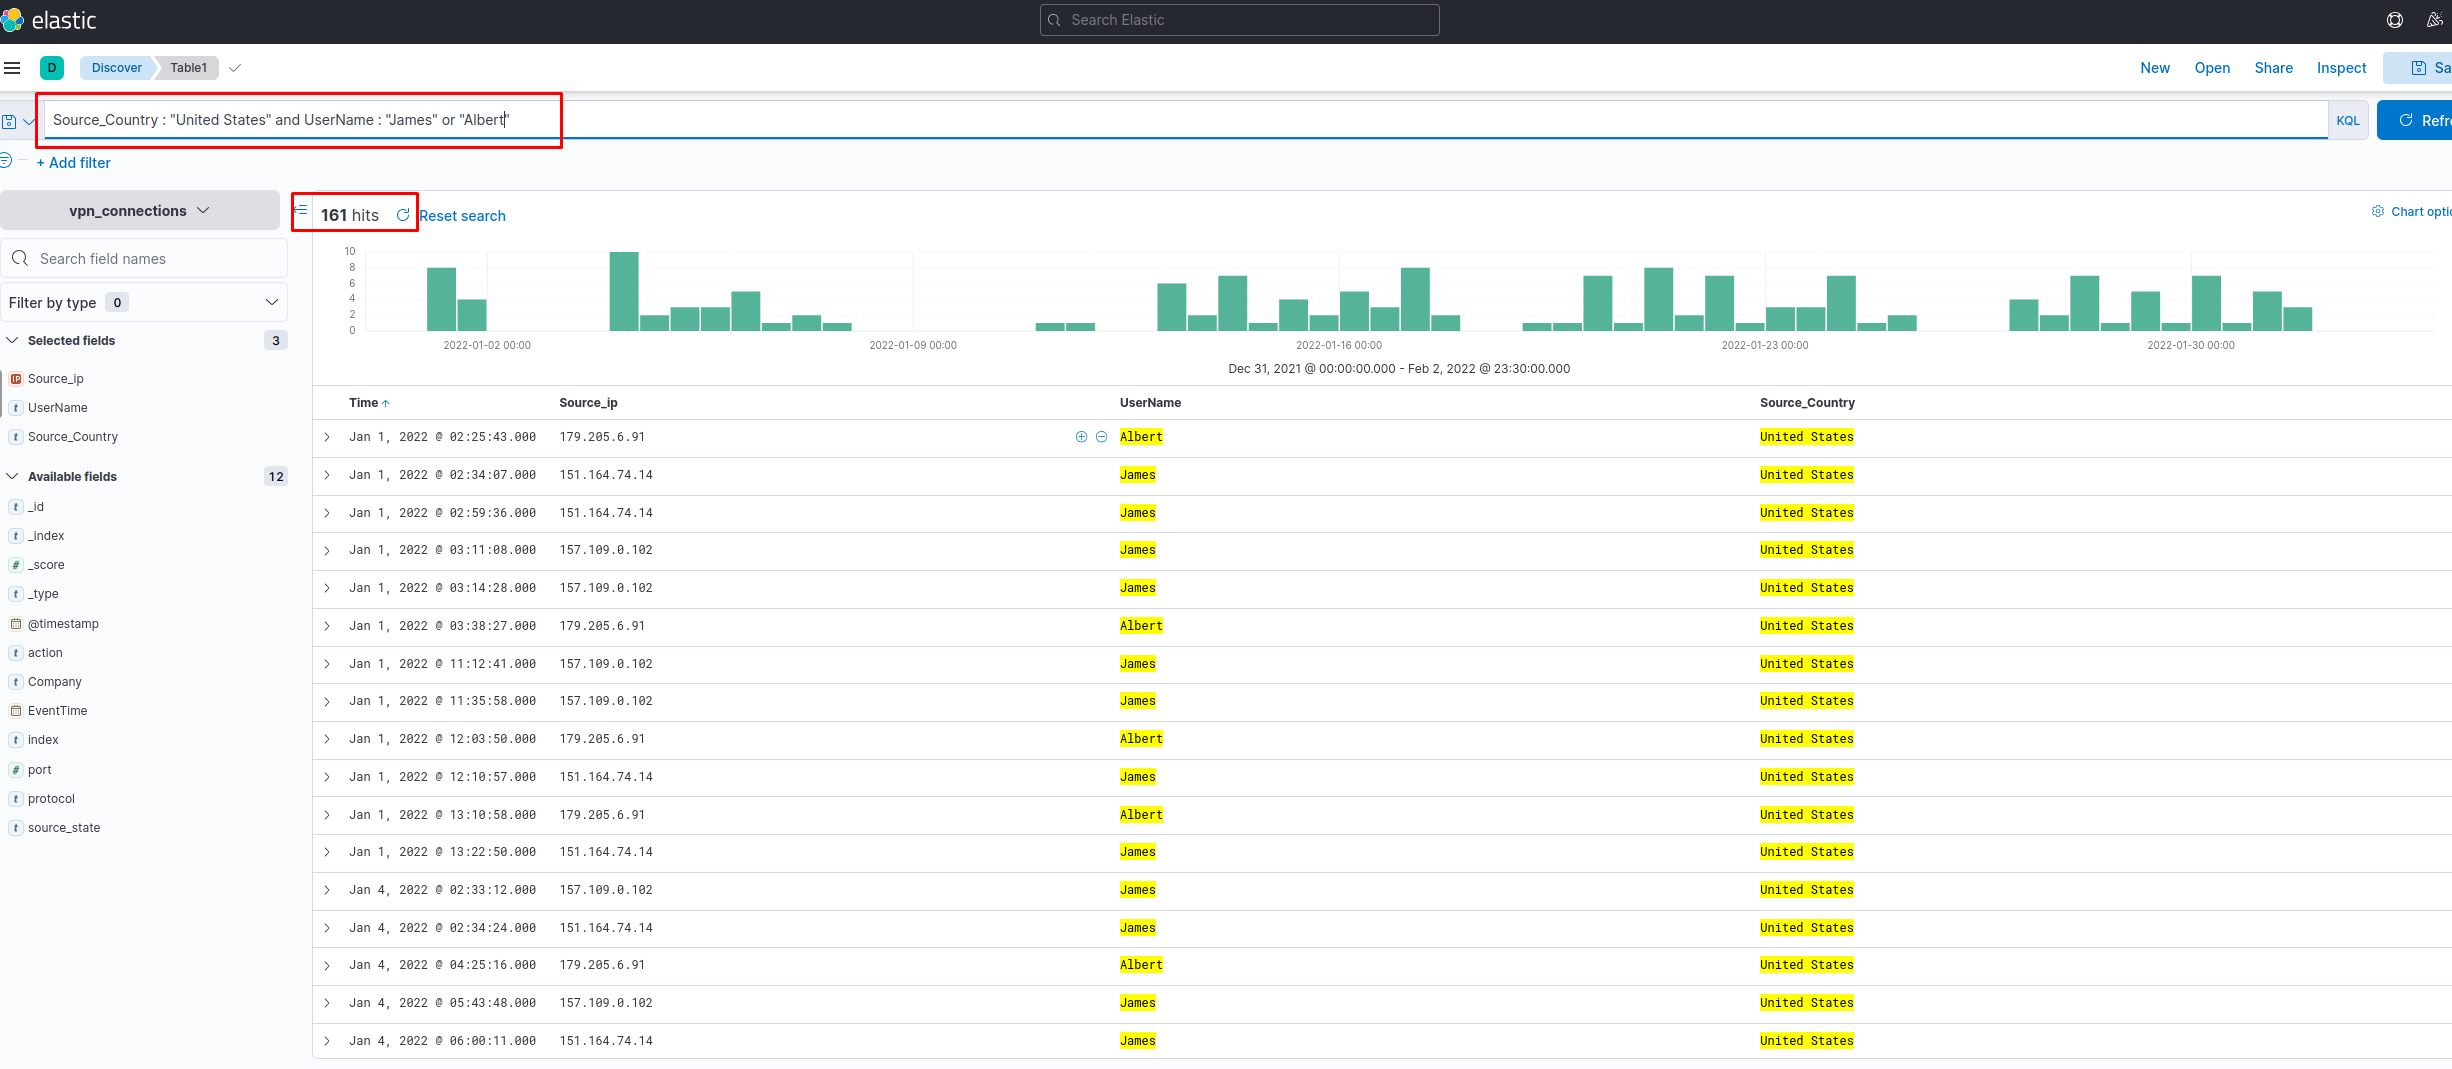 elastic
Search Elastic
D Discover Table1 New Open Share Inspect Sa
Source_Country : "United States" and UserName : "James" or "Albert" KQL Refr
+ Add filter
vpn_connections
161 hits Reset search Chart optio
Search field names
Filter by type 0
Selected fields 3
Source_ip
UserName
Source_Country
Available fields 12
_id
_index
_score
_type
@timestamp
action
Company
EventTime
index
port
protocol
source_state
10
8
6
4
2
0
2022-01-02 00:00 2022-01-09 00:00 2022-01-16 00:00 2022-01-23 00:00 2022-01-30 00:00
Dec 31, 2021 @ 00:00:00.000 - Feb 2, 2022 @ 23:30:00.000
Time Source_ip UserName Source_Country
Jan 1, 2022 @ 02:25:43.000 179.205.6.91 Albert United States
Jan 1, 2022 @ 02:34:07.000 151.164.74.14 James United States
Jan 1, 2022 @ 02:59:36.000 151.164.74.14 James United States
Jan 1, 2022 @ 03:11:08.000 157.109.0.102 James United States
Jan 1, 2022 @ 03:14:28.000 157.109.0.102 James United States
Jan 1, 2022 @ 03:38:27.000 179.205.6.91 Albert United States
Jan 1, 2022 @ 11:12:41.000 157.109.0.102 James United States
Jan 1, 2022 @ 11:35:58.000 157.109.0.102 James United States
Jan 1, 2022 @ 12:03:50.000 179.205.6.91 Albert United States
Jan 1, 2022 @ 12:10:57.000 151.164.74.14 James United States
Jan 1, 2022 @ 13:10:58.000 179.205.6.91 Albert United States
Jan 1, 2022 @ 13:22:50.000 151.164.74.14 James United States
Jan 4, 2022 @ 02:33:12.000 157.109.0.102 James United States
Jan 4, 2022 @ 02:34:24.000 151.164.74.14 James United States
Jan 4, 2022 @ 04:25:16.000 179.205.6.91 Albert United States
Jan 4, 2022 @ 05:43:48.000 157.109.0.102 James United States
Jan 4, 2022 @ 06:00:11.000 151.164.74.14 James United States